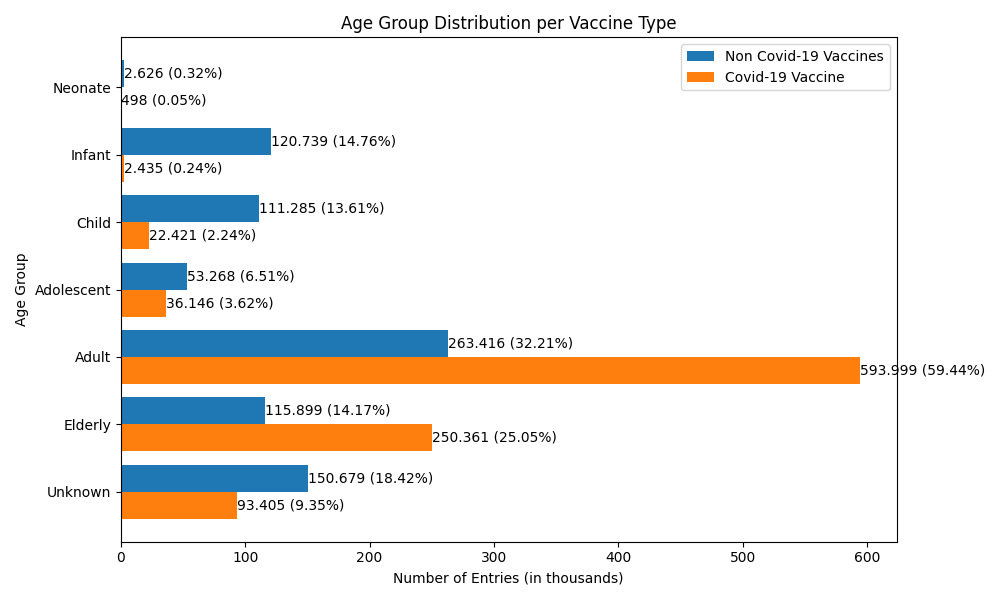 Age Group Distribution per Vaccine Type
Non Covid-19 Vaccines
Covid-19 Vaccine
Age Group
Neonate
2.626 (0.32%)
498 (0.05%)
Infant
120.739 (14.76%)
2.435 (0.24%)
Child
111.285 (13.61%)
22.421 (2.24%)
Adolescent
53.268 (6.51%)
36.146 (3.62%)
Adult
263.416 (32.21%)
593.999 (59.44%)
Elderly
115.899 (14.17%)
250.361 (25.05%)
Unknown
150.679 (18.42%)
93.405 (9.35%)
0 100 200 300 400 500 600
Number of Entries (in thousands)